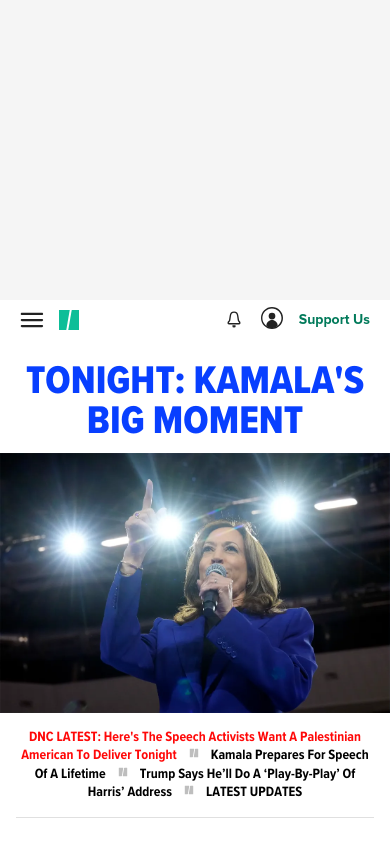 Support Us
TONIGHT: KAMALA'S
BIG MOMENT
DNC LATEST: Here's The Speech Activists Want A Palestinian
American To Deliver Tonight Kamala Prepares For Speech
Of A Lifetime Trump Says He’ll Do A ‘Play-By-Play’ Of
Harris’ Address LATEST UPDATES